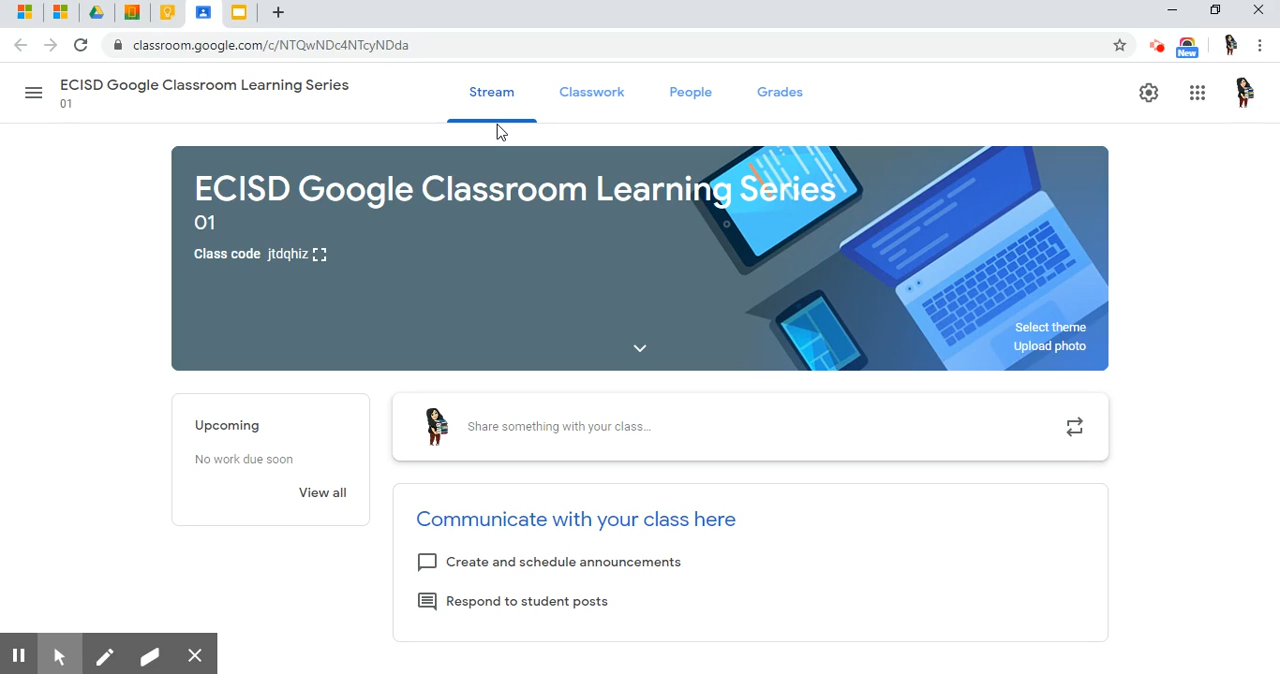 classroom.google.com/c/NTQwNDc4NTcyNDda
New
ECISD Google Classroom Learning Series
01
Stream
Classwork
People
Grades
ECISD Google Classroom Learning Series
01
Class code jtdqhiz
Select theme
Upload photo
Upcoming
No work due soon
View all
Share something with your class...
Communicate with your class here
Create and schedule announcements
Respond to student posts